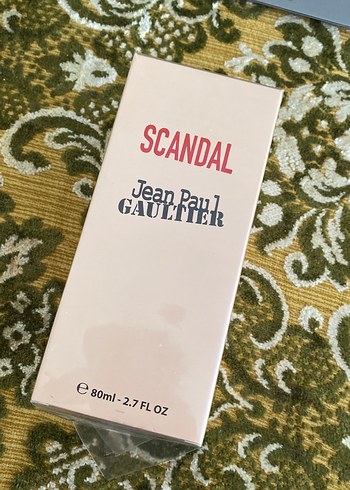 SCANDAL
Jean Paul
GAULTIER
℮ 80ml - 2.7 FL OZ